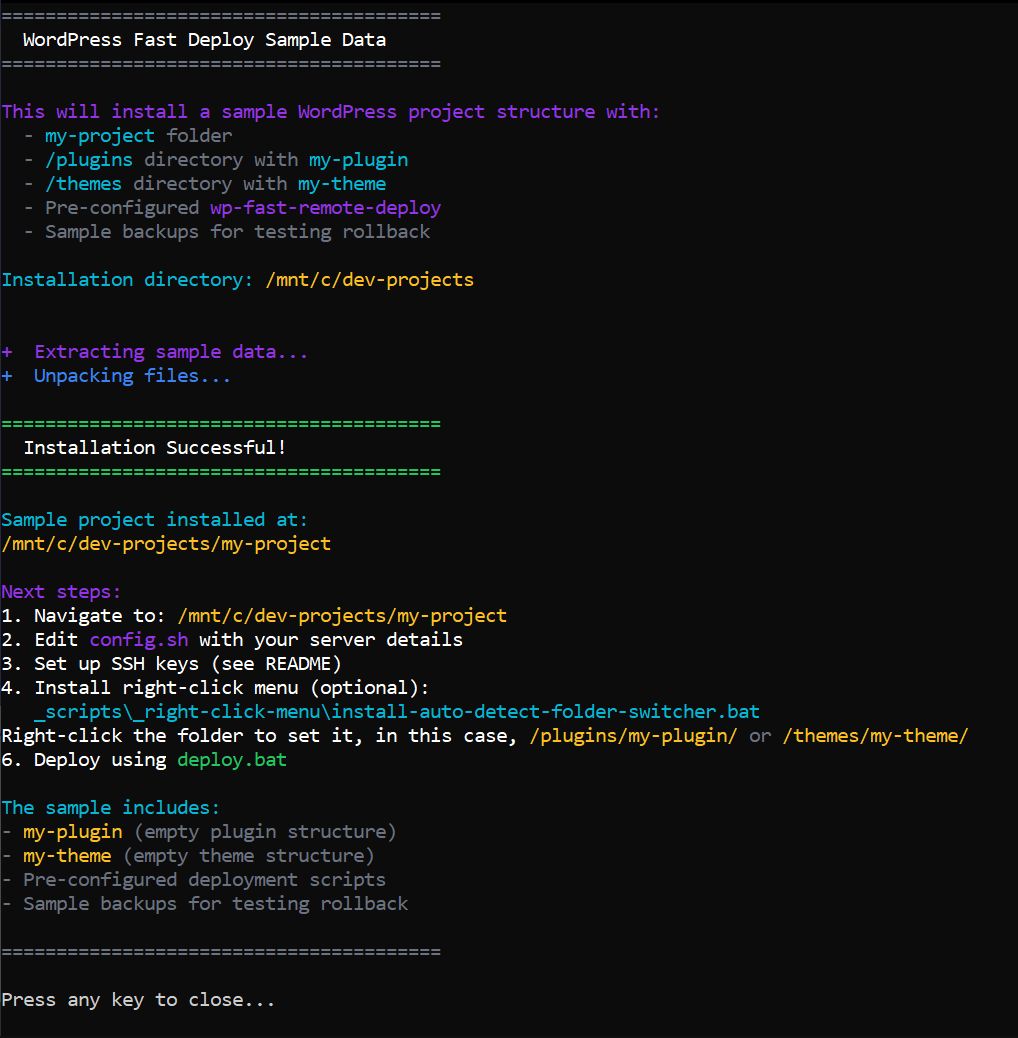 ========================================
  WordPress Fast Deploy Sample Data
========================================

This will install a sample WordPress project structure with:
  - my-project folder
  - /plugins directory with my-plugin
  - /themes directory with my-theme
  - Pre-configured wp-fast-remote-deploy
  - Sample backups for testing rollback

Installation directory: /mnt/c/dev-projects

+  Extracting sample data...
+  Unpacking files...

========================================
  Installation Successful!
========================================

Sample project installed at:
/mnt/c/dev-projects/my-project

Next steps:
1. Navigate to: /mnt/c/dev-projects/my-project
2. Edit config.sh with your server details
3. Set up SSH keys (see README)
4. Install right-click menu (optional):
   _scripts\_right-click-menu\install-auto-detect-folder-switcher.bat
Right-click the folder to set it, in this case, /plugins/my-plugin/ or /themes/my-theme/
6. Deploy using deploy.bat

The sample includes:
- my-plugin (empty plugin structure)
- my-theme (empty theme structure)
- Pre-configured deployment scripts
- Sample backups for testing rollback

========================================

Press any key to close...